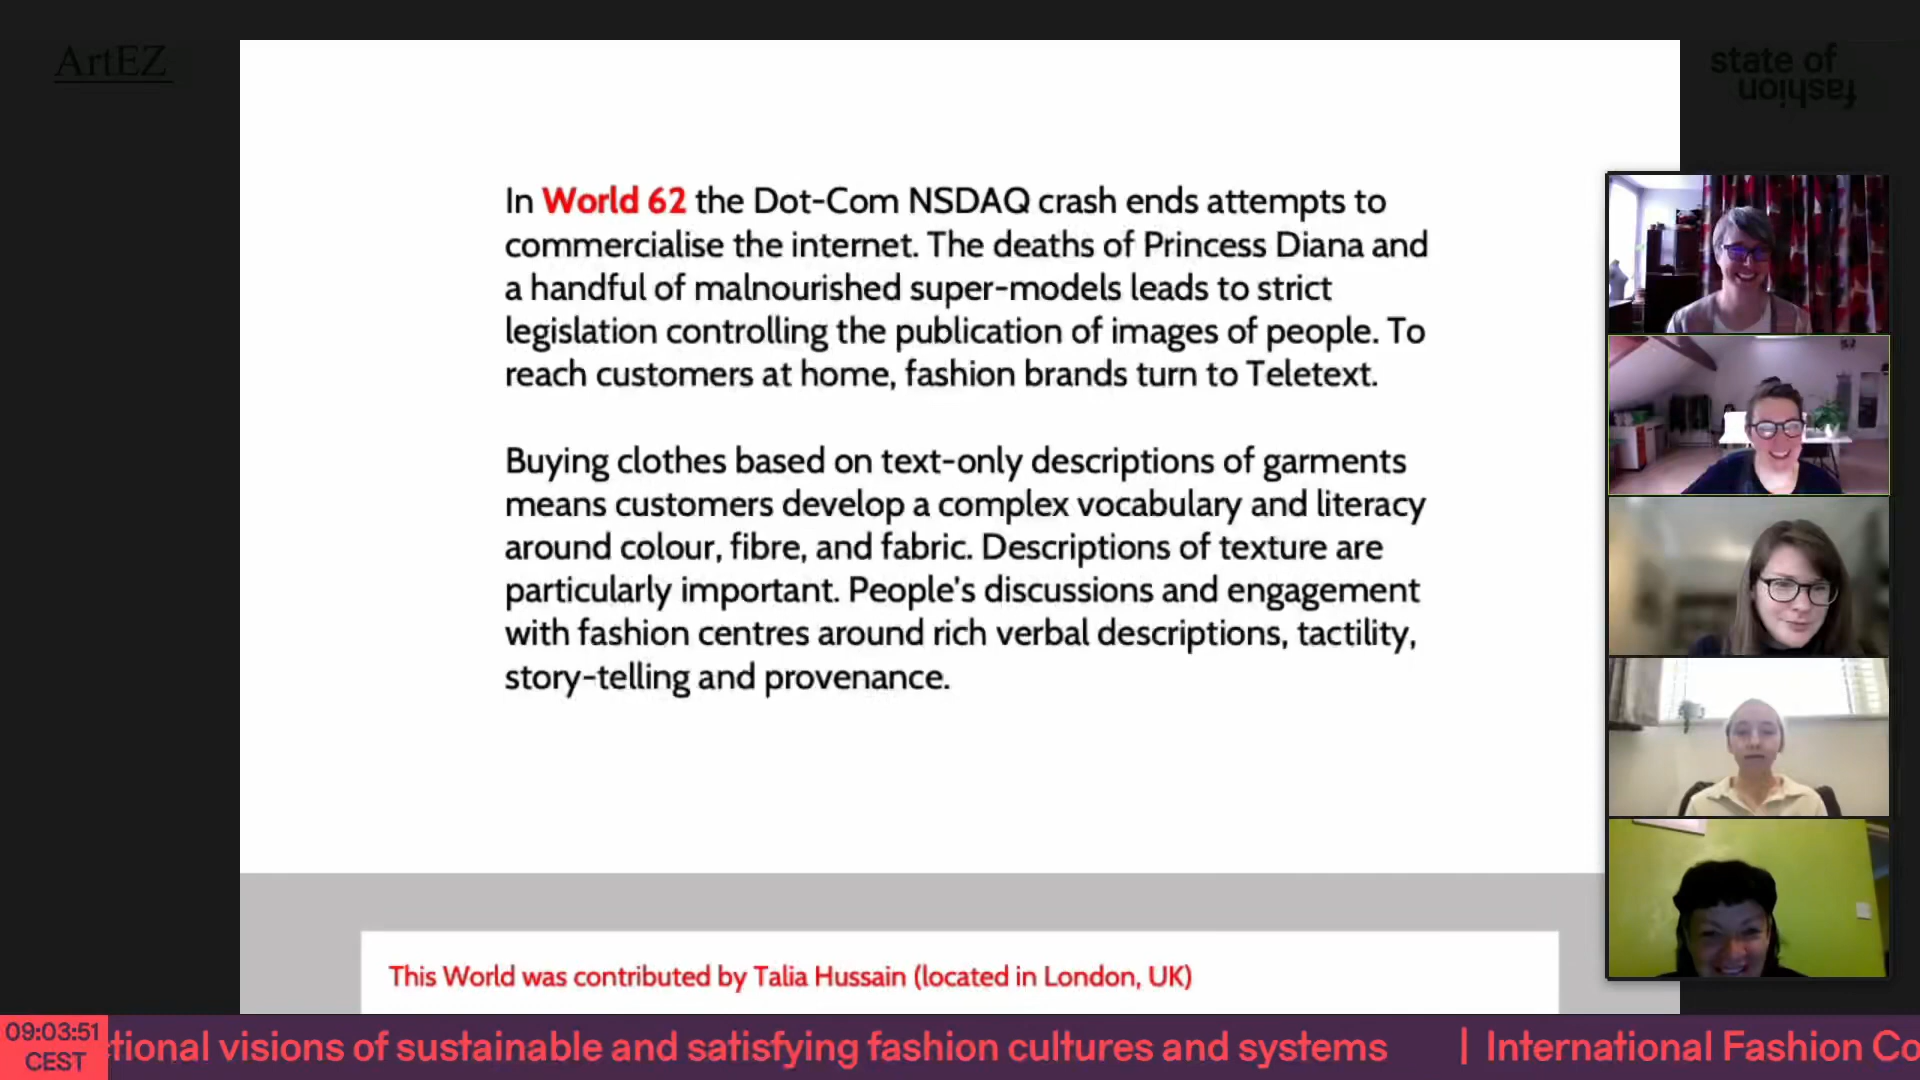 ArtEZ
state of
fashion
In World 62 the Dot-Com NSDAQ crash ends attempts to
commercialise the internet. The deaths of Princess Diana and
a handful of malnourished super-models leads to strict
legislation controlling the publication of images of people. To
reach customers at home, fashion brands turn to Teletext.
Buying clothes based on text-only descriptions of garments
means customers develop a complex vocabulary and literacy
around colour, fibre, and fabric. Descriptions of texture are
particularly important. People's discussions and engagement
with fashion centres around rich verbal descriptions, tactility,
story-telling and provenance.
This World was contributed by Talia Hussain (located in London, UK)
09:03:51
CEST
tional visions of sustainable and satisfying fashion cultures and systems | International Fashion Co